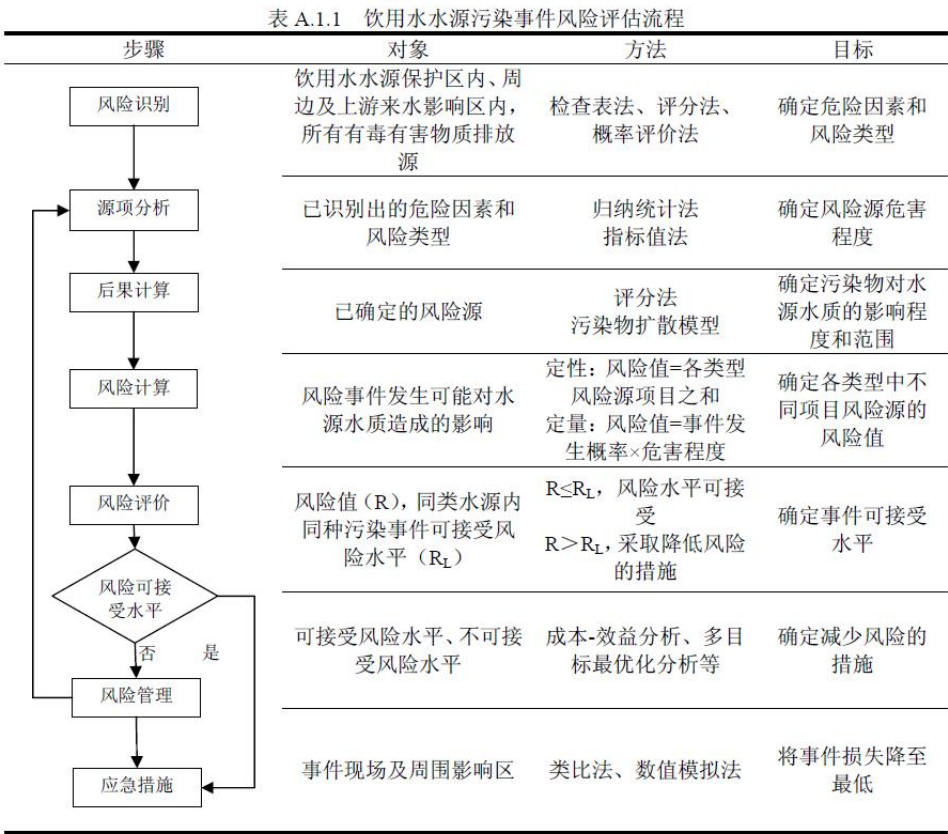 表 A.1.1 饮用水水源污染事件风险评估流程
步骤 对象 方法 目标
风险识别
饮用水水源保护区内、周
边及上游来水影响区内，
所有有毒有害物质排放
源
检查表法、评分法、
概率评价法
确定危险因素和
风险类型
源项分析
已识别出的危险因素和
风险类型
归纳统计法
指标值法
确定风险源危害
程度
后果计算
已确定的风险源
评分法
污染物扩散模型
确定污染物对水
源水质的影响程
度和范围
风险计算
风险事件发生可能对水
源水质造成的影响
定性：风险值=各类型
风险源项目之和
定量：风险值=事件发
生概率×危害程度
确定各类型中不
同项目风险源的
风险值
风险评价
风险值（R），同类水源内
同种污染事件可接受风
险水平（RL）
R≤RL，风险水平可接
受
R＞RL，采取降低风险
的措施
确定事件可接受
水平
风险可接
受水平
否 是
风险管理
可接受风险水平、不可接
受风险水平
成本-效益分析、多目
标最优化分析等
确定减少风险的
措施
应急措施
事件现场及周围影响区
类比法、数值模拟法
将事件损失降至
最低